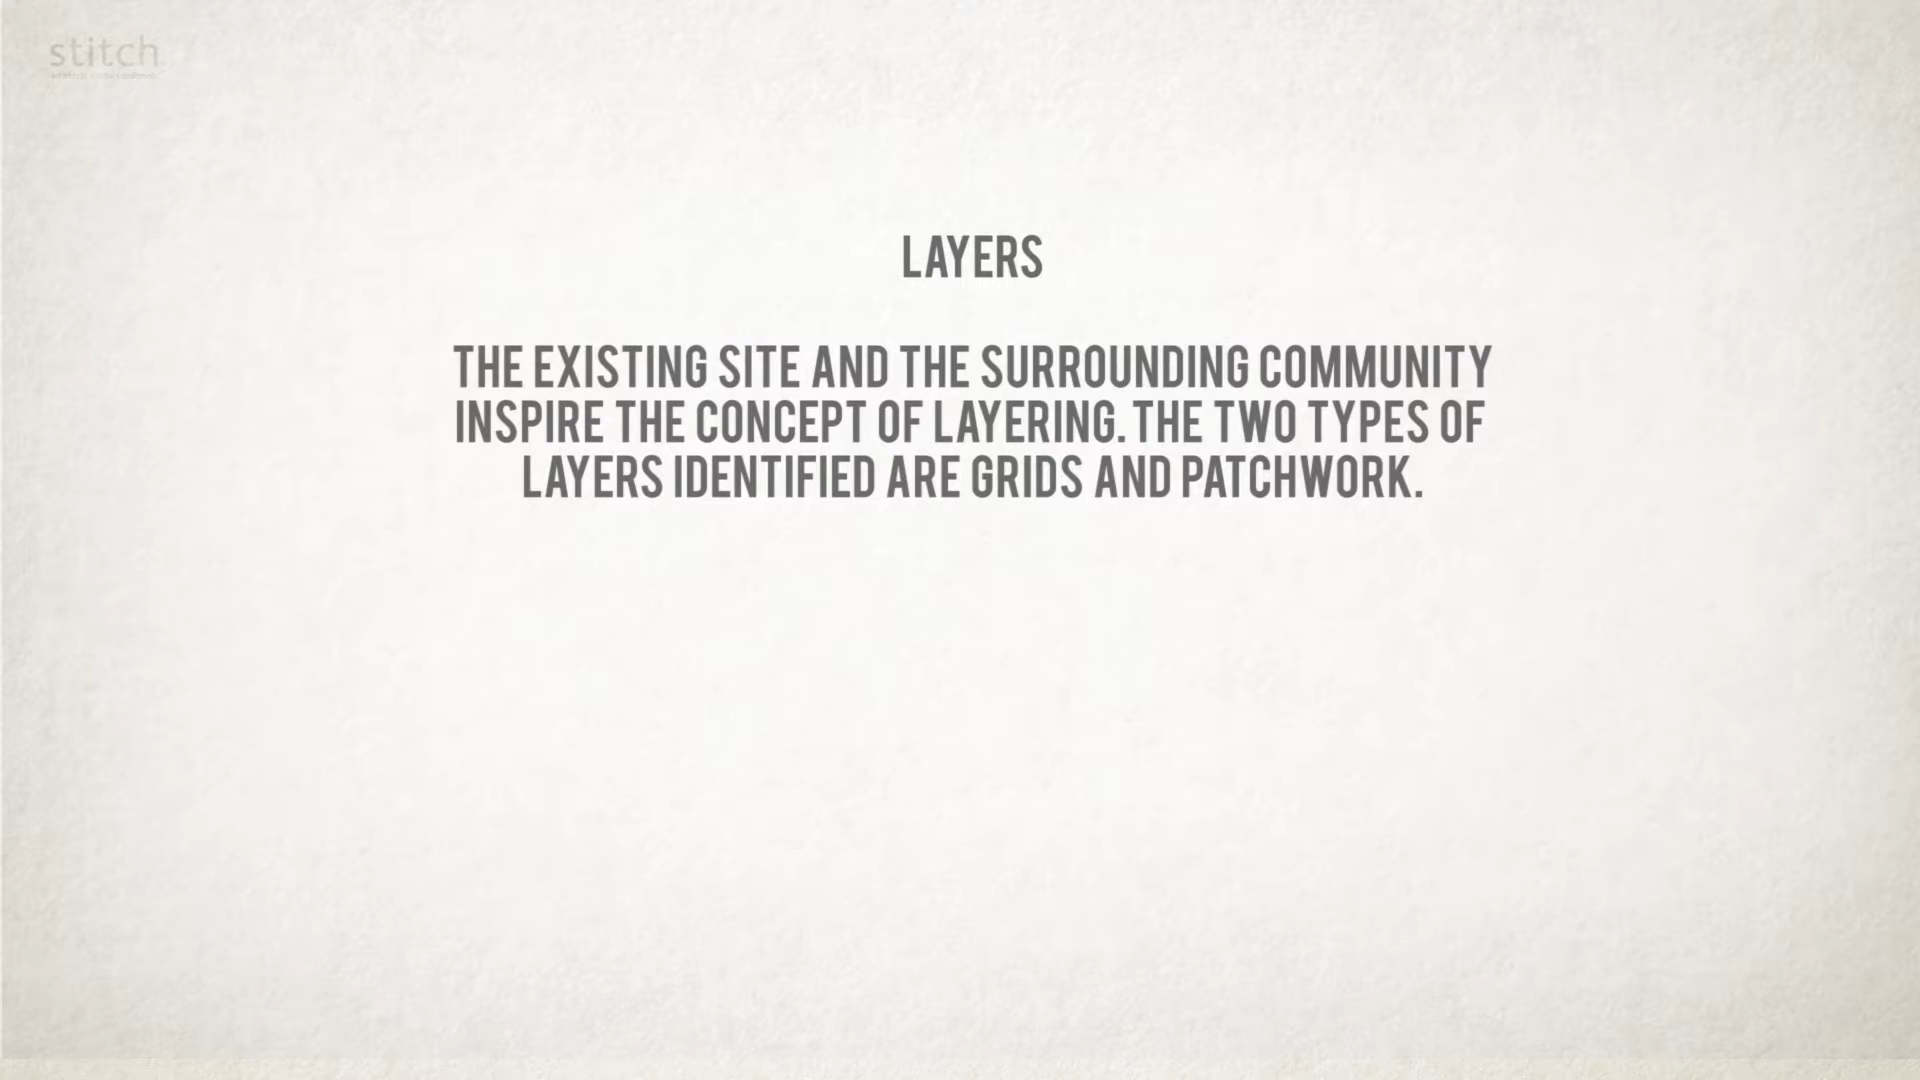 stitch
LAYERS
THE EXISTING SITE AND THE SURROUNDING COMMUNITY
INSPIRE THE CONCEPT OF LAYERING. THE TWO TYPES OF
LAYERS IDENTIFIED ARE GRIDS AND PATCHWORK.